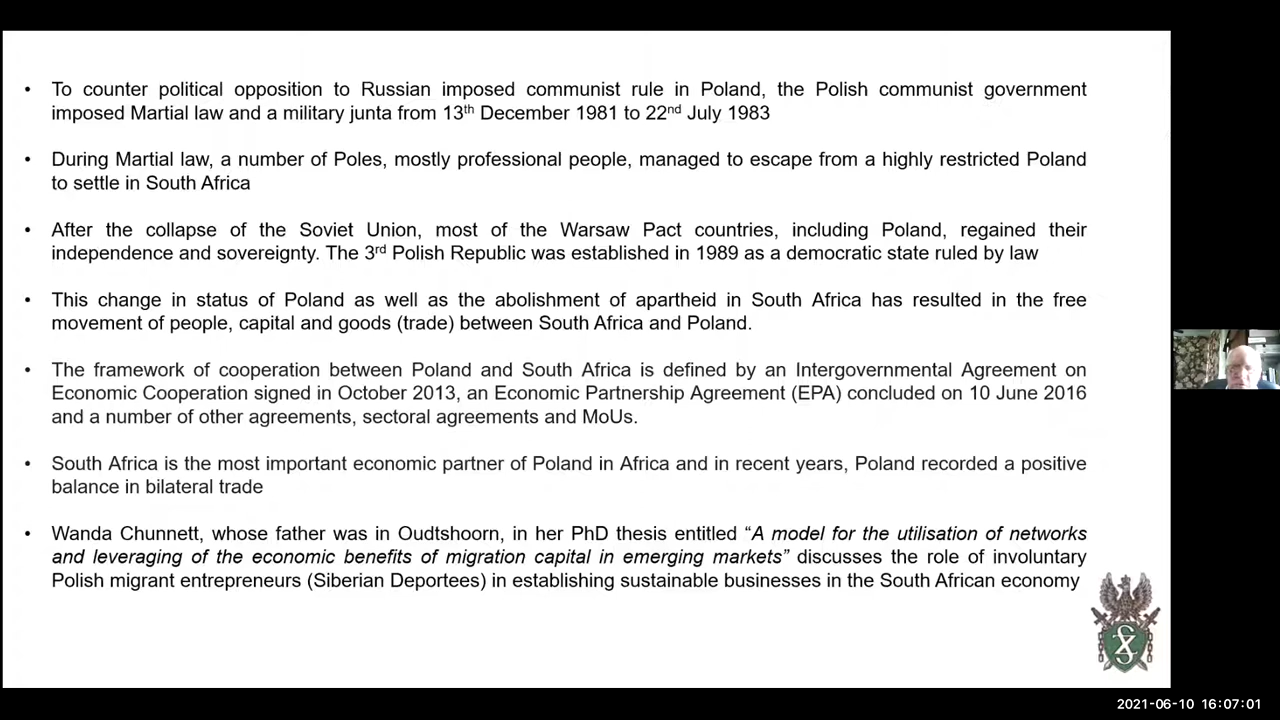 • To counter political opposition to Russian imposed communist rule in Poland, the Polish communist government
imposed Martial law and a military junta from 13th December 1981 to 22nd July 1983
• During Martial law, a number of Poles, mostly professional people, managed to escape from a highly restricted Poland
to settle in South Africa
• After the collapse of the Soviet Union, most of the Warsaw Pact countries, including Poland, regained their
independence and sovereignty. The 3rd Polish Republic was established in 1989 as a democratic state ruled by law
• This change in status of Poland as well as the abolishment of apartheid in South Africa has resulted in the free
movement of people, capital and goods (trade) between South Africa and Poland.
• The framework of cooperation between Poland and South Africa is defined by an Intergovernmental Agreement on
Economic Cooperation signed in October 2013, an Economic Partnership Agreement (EPA) concluded on 10 June 2016
and a number of other agreements, sectoral agreements and MoUs.
• South Africa is the most important economic partner of Poland in Africa and in recent years, Poland recorded a positive
balance in bilateral trade
• Wanda Chunnett, whose father was in Oudtshoorn, in her PhD thesis entitled “A model for the utilisation of networks
and leveraging of the economic benefits of migration capital in emerging markets” discusses the role of involuntary
Polish migrant entrepreneurs (Siberian Deportees) in establishing sustainable businesses in the South African economy
2021-06-10 16:07:01